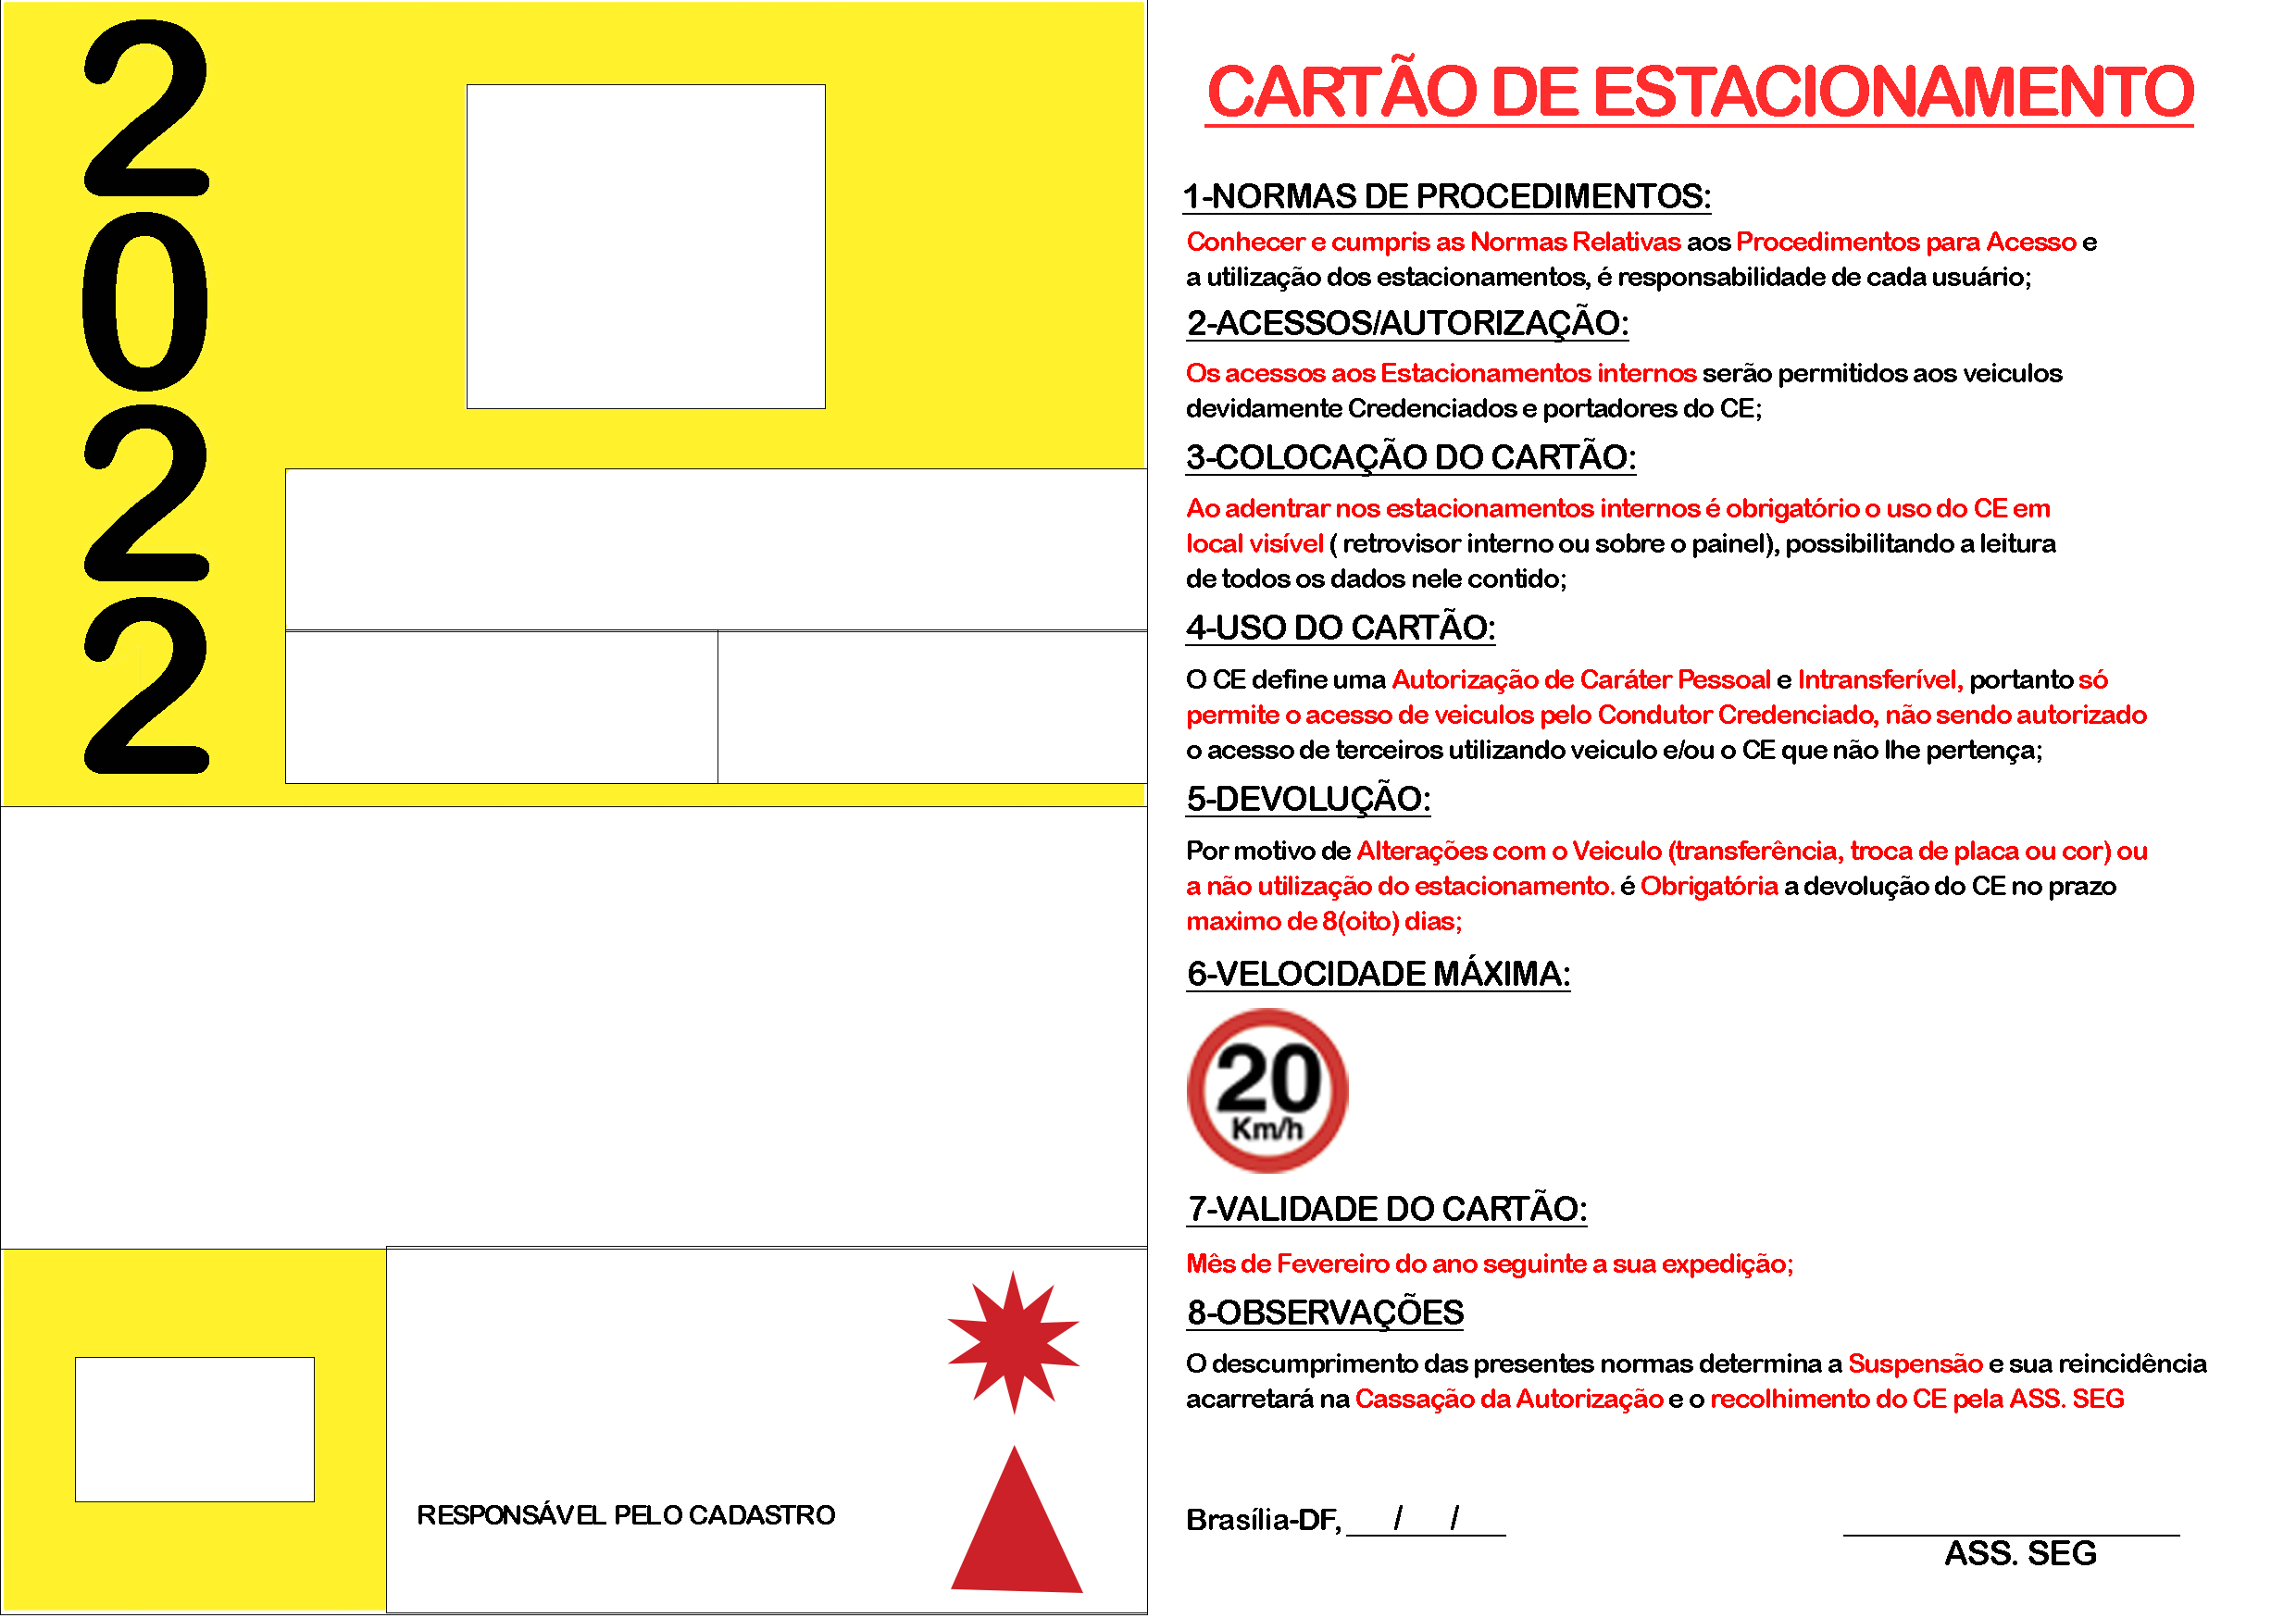 2
0
2
2
RESPONSÁVEL PELO CADASTRO
CARTÃO DE ESTACIONAMENTO
1-NORMAS DE PROCEDIMENTOS:
Conhecer e cumpris as Normas Relativas aos Procedimentos para Acesso e
a utilização dos estacionamentos, é responsabilidade de cada usuário;
2-ACESSOS/AUTORIZAÇÃO:
Os acessos aos Estacionamentos internos serão permitidos aos veiculos
devidamente Credenciados e portadores do CE;
3-COLOCAÇÃO DO CARTÃO:
Ao adentrar nos estacionamentos internos é obrigatório o uso do CE em
local visível ( retrovisor interno ou sobre o painel), possibilitando a leitura
de todos os dados nele contido;
4-USO DO CARTÃO:
O CE define uma Autorização de Caráter Pessoal e Intransferível, portanto só
permite o acesso de veiculos pelo Condutor Credenciado, não sendo autorizado
o acesso de terceiros utilizando veiculo e/ou o CE que não lhe pertença;
5-DEVOLUÇÃO:
Por motivo de Alterações com o Veiculo (transferência, troca de placa ou cor) ou
a não utilização do estacionamento. é Obrigatória a devolução do CE no prazo
maximo de 8(oito) dias;
6-VELOCIDADE MÁXIMA:
20
Km/h
7-VALIDADE DO CARTÃO:
Mês de Fevereiro do ano seguinte a sua expedição;
8-OBSERVAÇÕES
O descumprimento das presentes normas determina a Suspensão e sua reincidência
acarretará na Cassação da Autorização e o recolhimento do CE pela ASS. SEG
Brasília-DF, ___/___/___
ASS. SEG